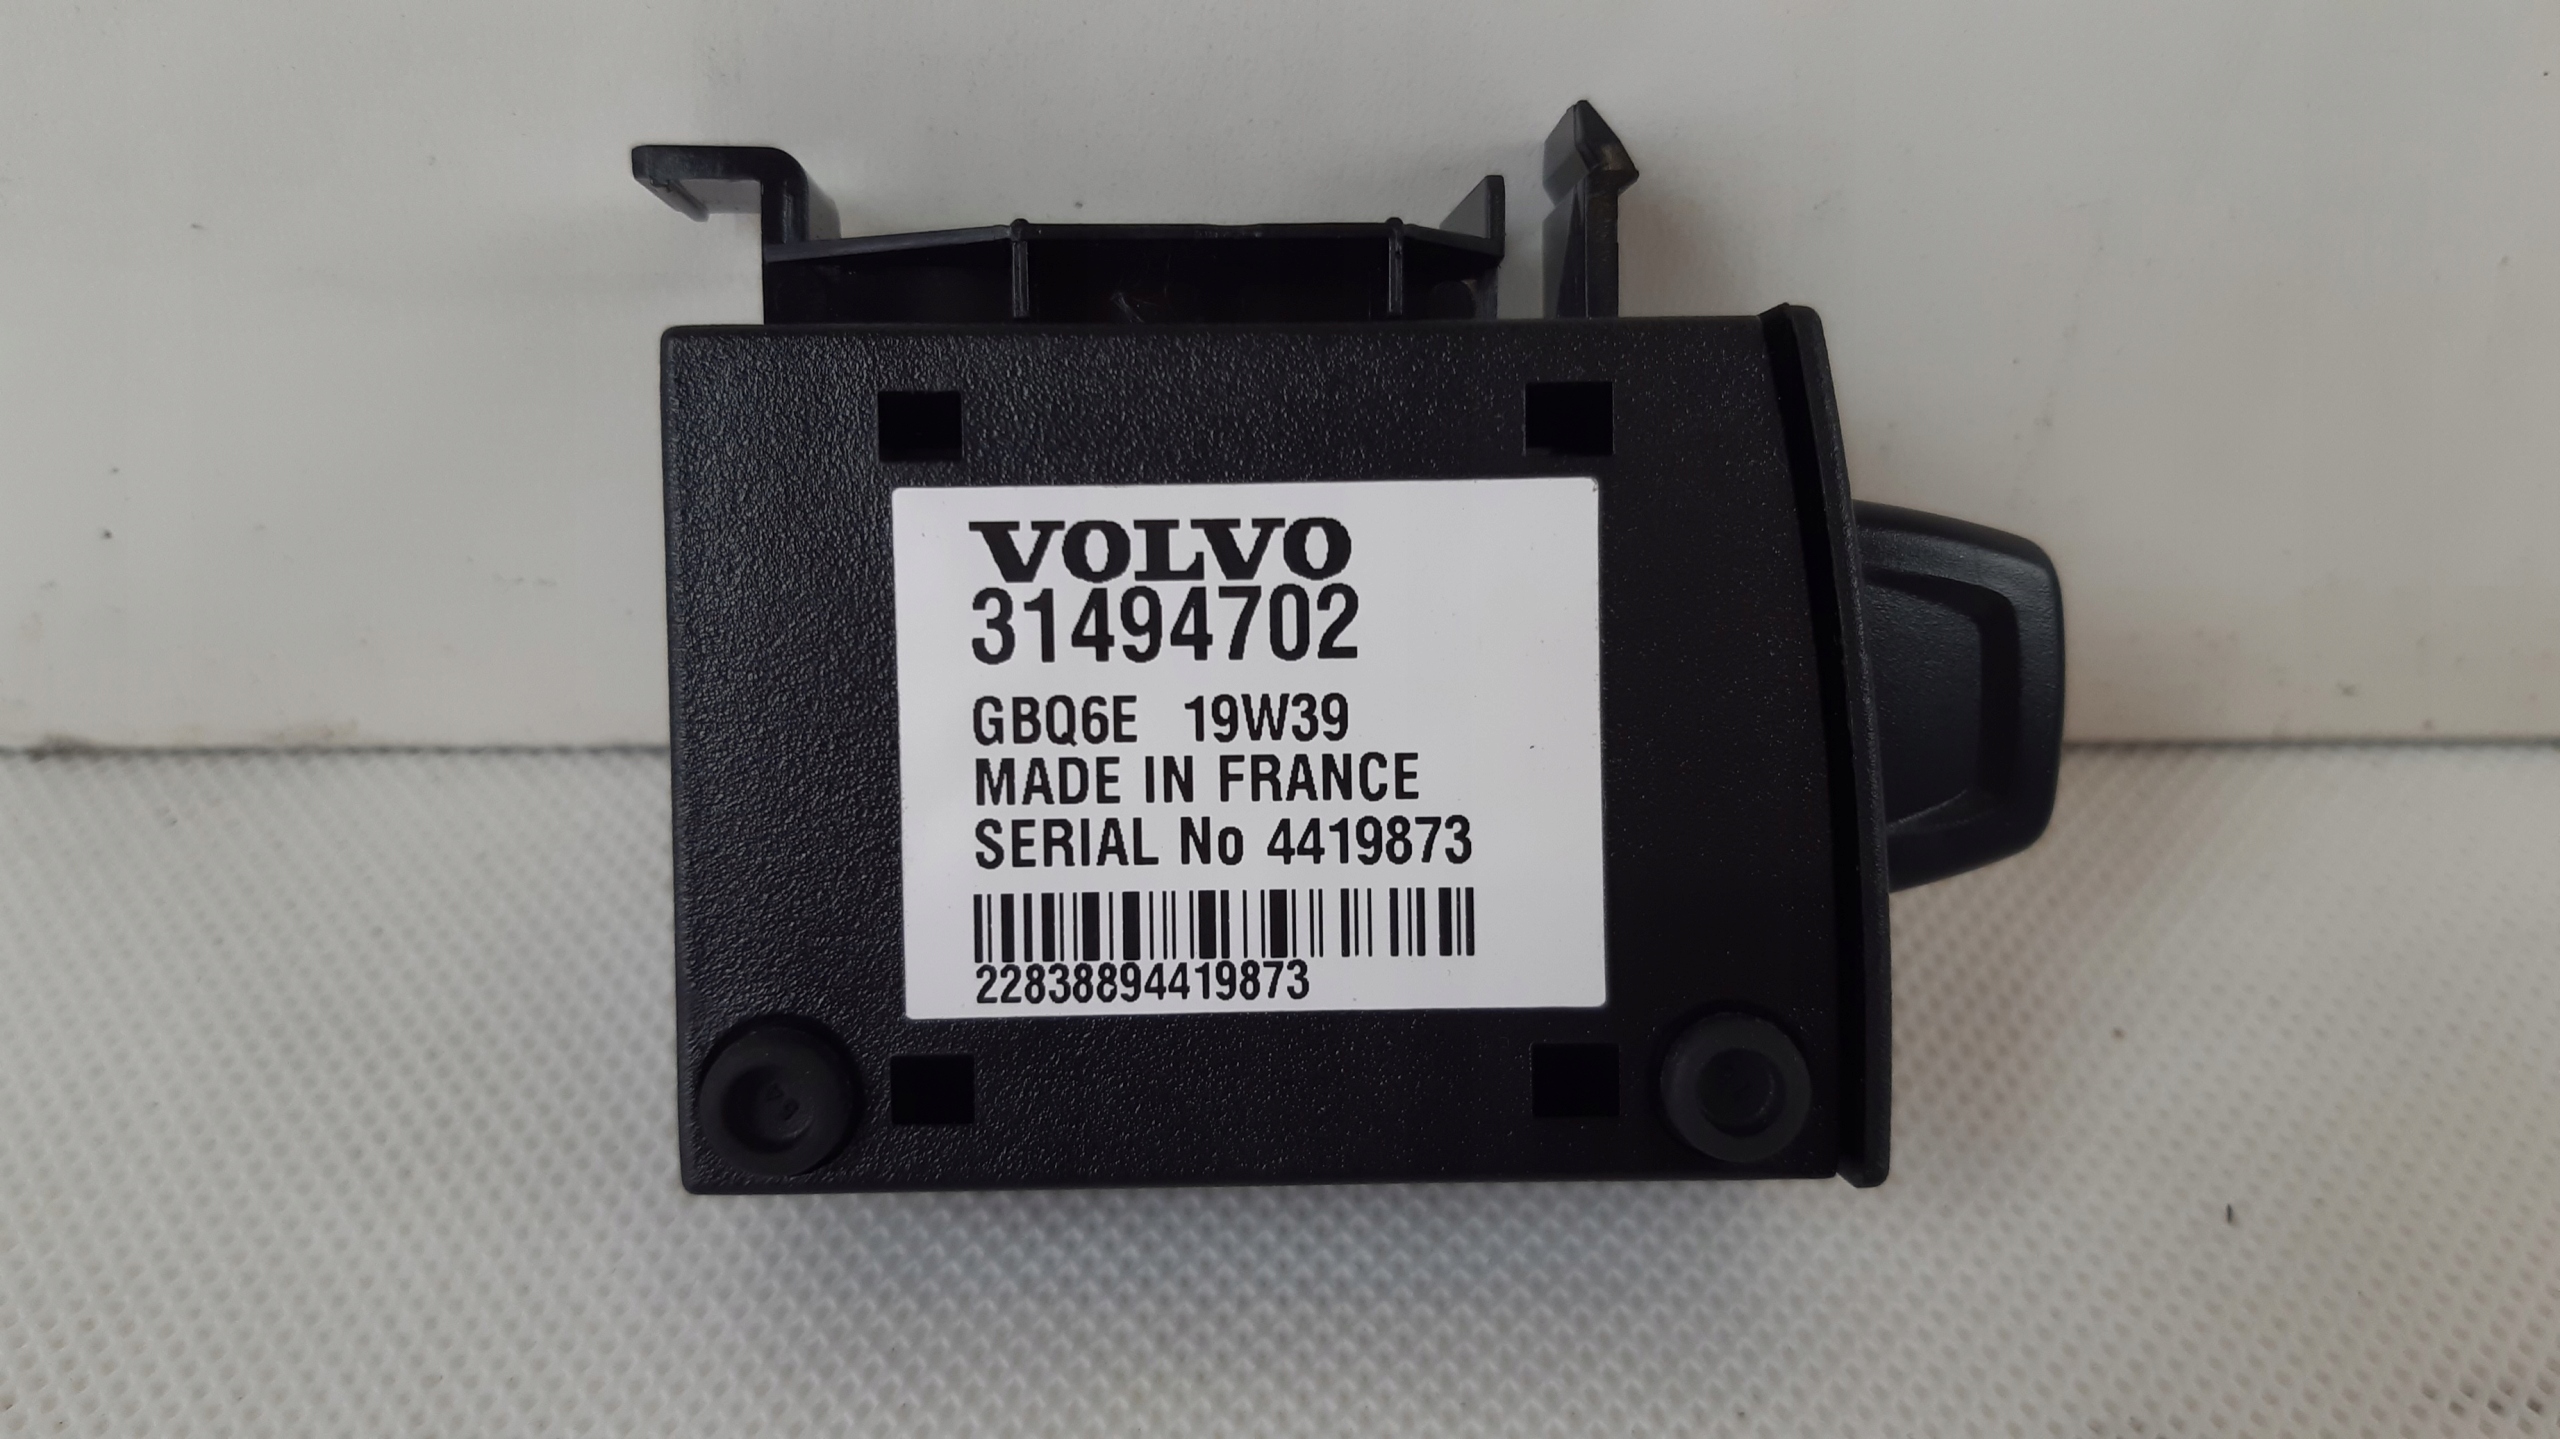 VOLVO
31494702
GBQ6E 19W39
MADE IN FRANCE
SERIAL No 4419873
22838894419873